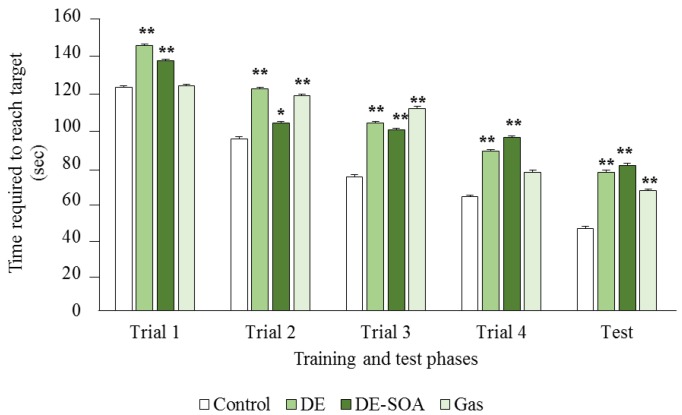 Time required to reach target
(sec)
160
140
120
100
80
60
40
20
0
** **
** * **
** ** **
** **
** ** **
Trial 1 Trial 2 Trial 3 Trial 4 Test
Training and test phases
Control DE DE-SOA Gas